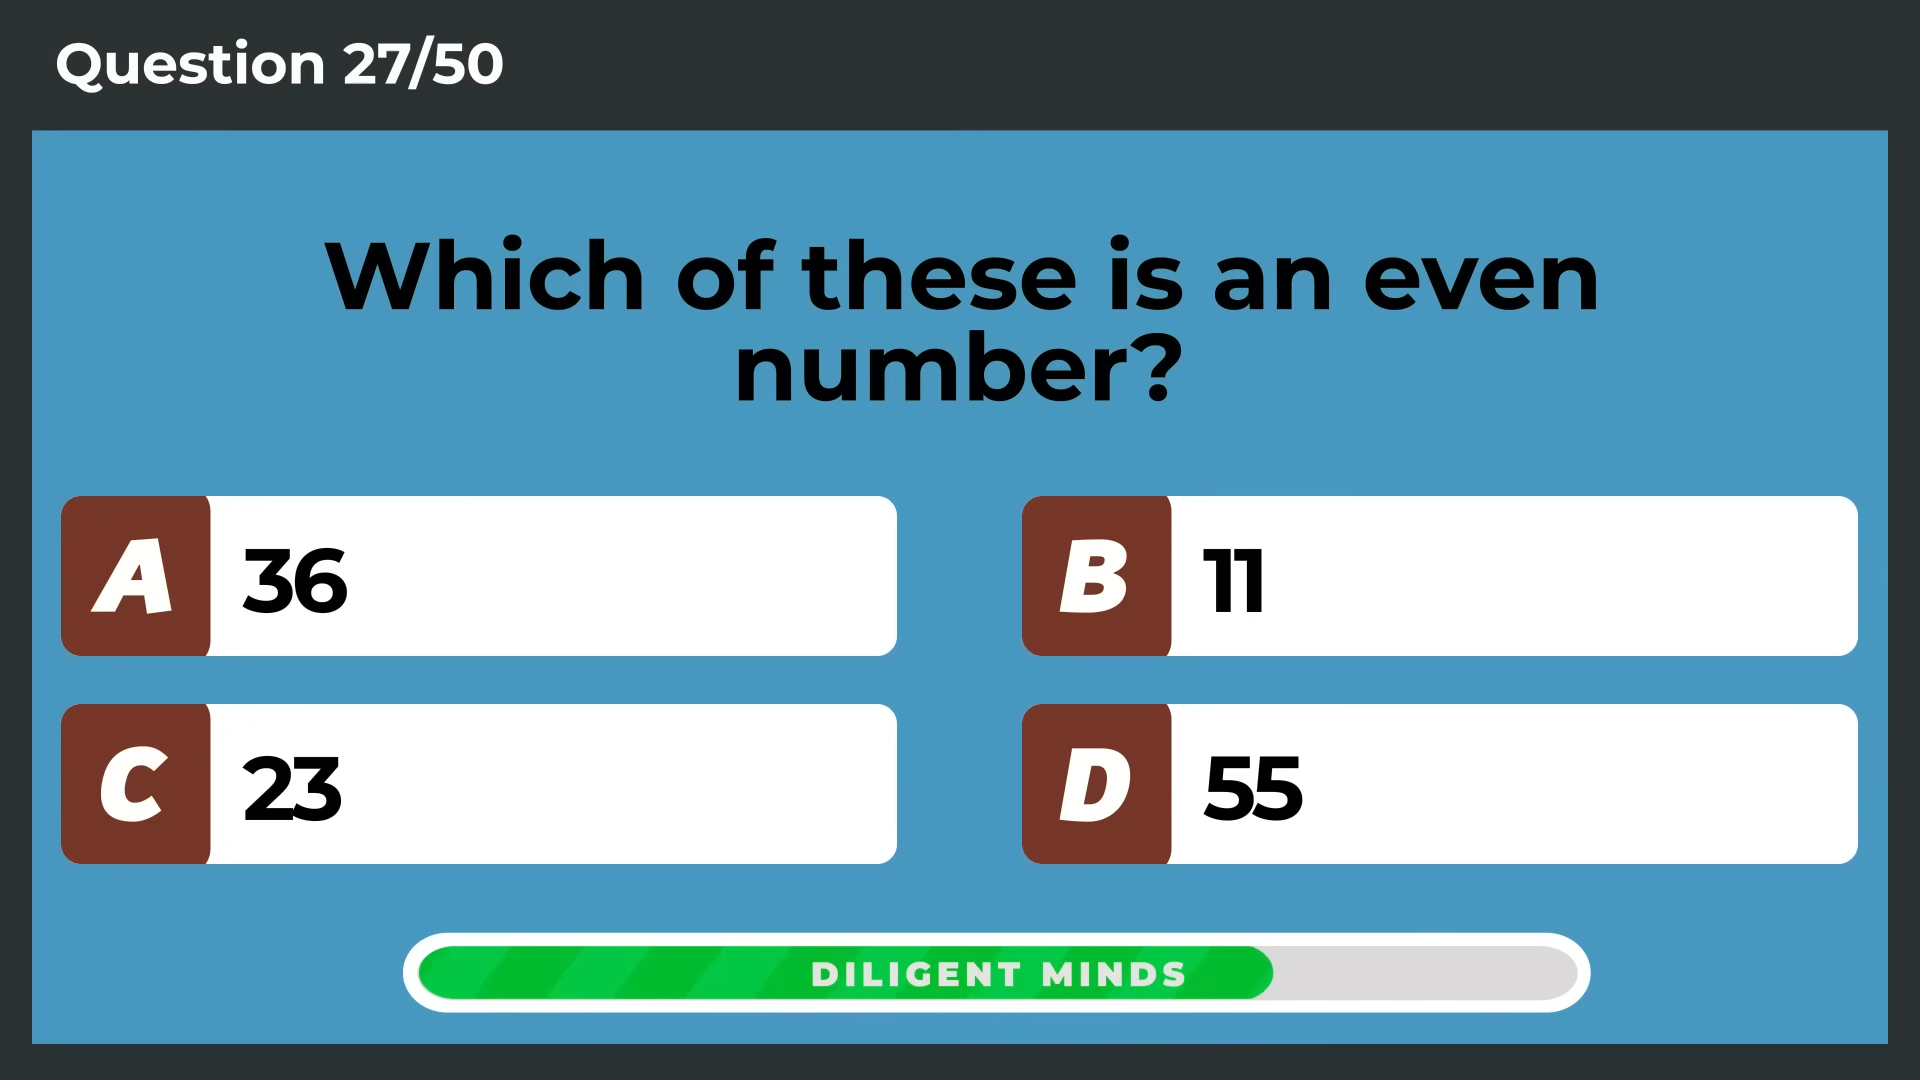 Question 27/50
Which of these is an even
number?
A 36
B 11
C 23
D 55
DILIGENT MINDS